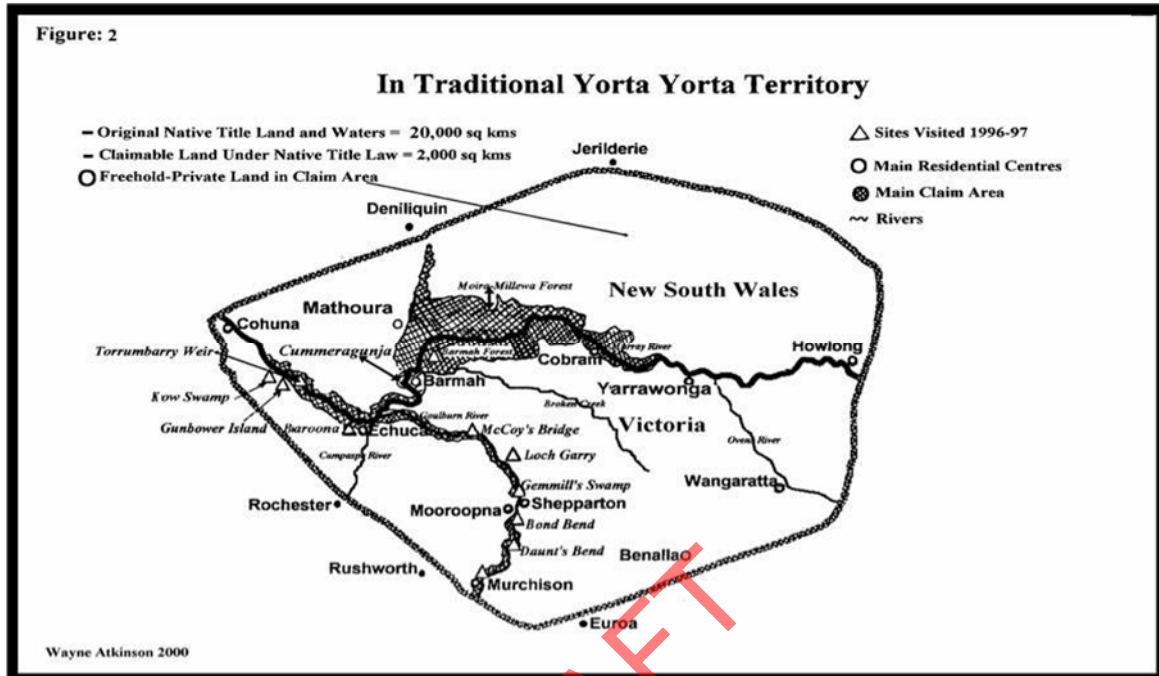 Figure: 2
In Traditional Yorta Yorta Territory
– Original Native Title Land and Waters = 20,000 sq kms
– Claimable Land Under Native Title Law = 2,000 sq kms
Freehold-Private Land in Claim Area
Sites Visited 1996-97
Main Residential Centres
Main Claim Area
Rivers
Jerilderie
Deniliquin
Moira-Millewa Forest
New South Wales
Mathoura
Cohuna
Torrumbarry Weir
Cummeragunja
Barmah Forest
Cobram
Murray River
Howlong
Kow Swamp
Barmah
Yarrawonga
Gunbower Island
Baroona
Echuca
Goulburn River
Broken Creek
Victoria
McCoy's Bridge
Ovens River
Campaspe River
Loch Garry
Gemmill's Swamp
Wangaratta
Rochester
Mooroopna
Shepparton
Bond Bend
Daunt's Bend
Benalla
Rushworth
Murchison
Euroa
Wayne Atkinson 2000